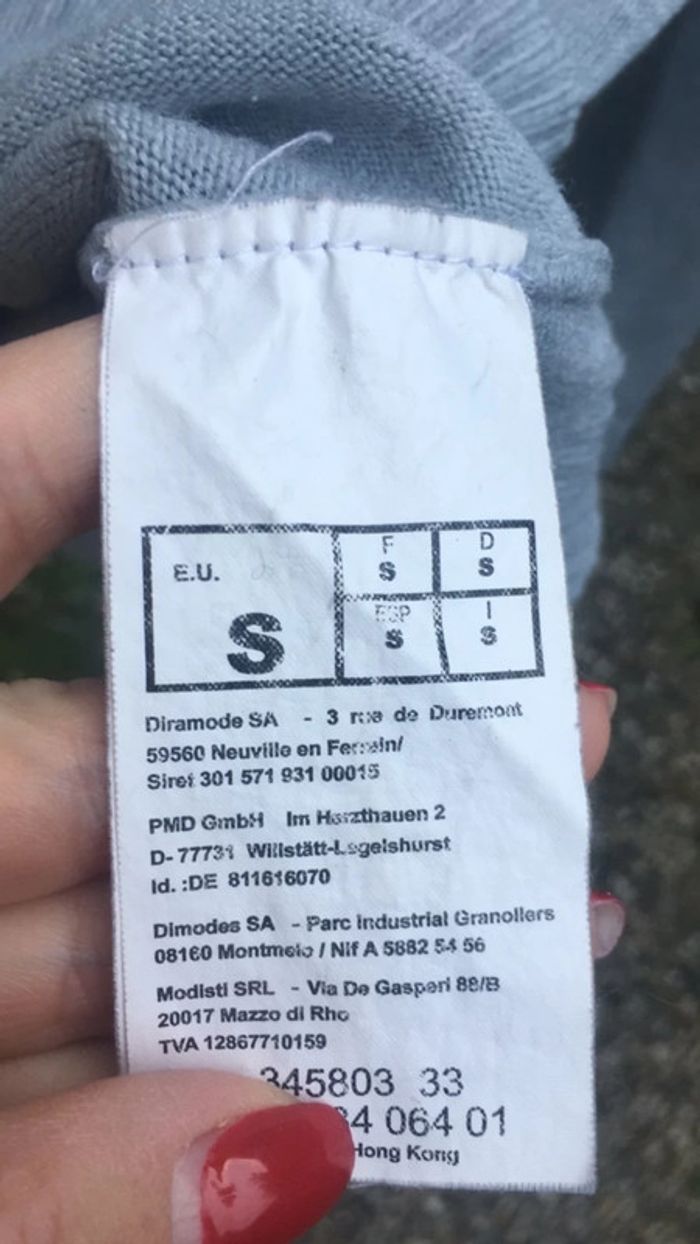 E.U.
S
F
S
D
S
ESP
S
I
S
Diramode SA - 3 rue de Duremont
59560 Neuville en
Siret 301 571 931 00015
PMD GmbH Im 2
D-77731 Willstätt-Legelshurst
Id. :DE 811616070
Dimodes SA - Parc Industrial Granollers
08160 Montmelo / Nif A 5882 54 56
Modisti SRL - Via De Gasperi 88/B
20017 Mazzo di Rho
TVA 12867710159
345803 33
4 064 01
Hong Kong